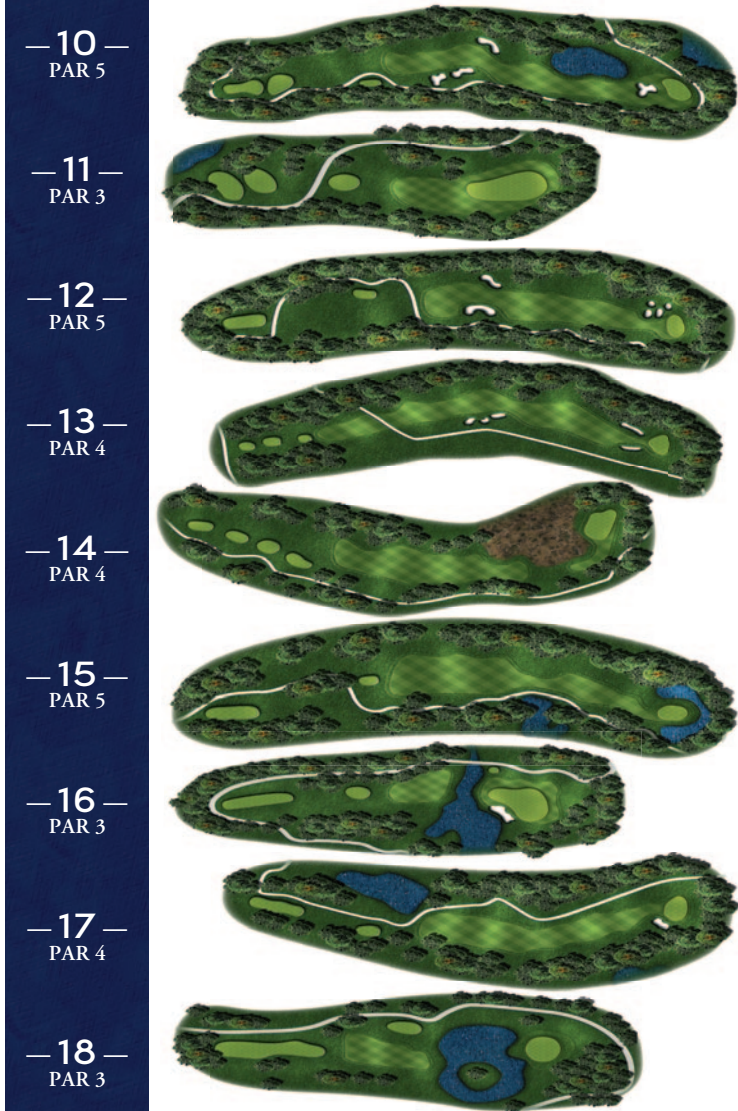 — 10 —
PAR 5
— 11 —
PAR 3
— 12 —
PAR 5
— 13 —
PAR 4
— 14 —
PAR 4
— 15 —
PAR 5
— 16 —
PAR 3
— 17 —
PAR 4
— 18 —
PAR 3